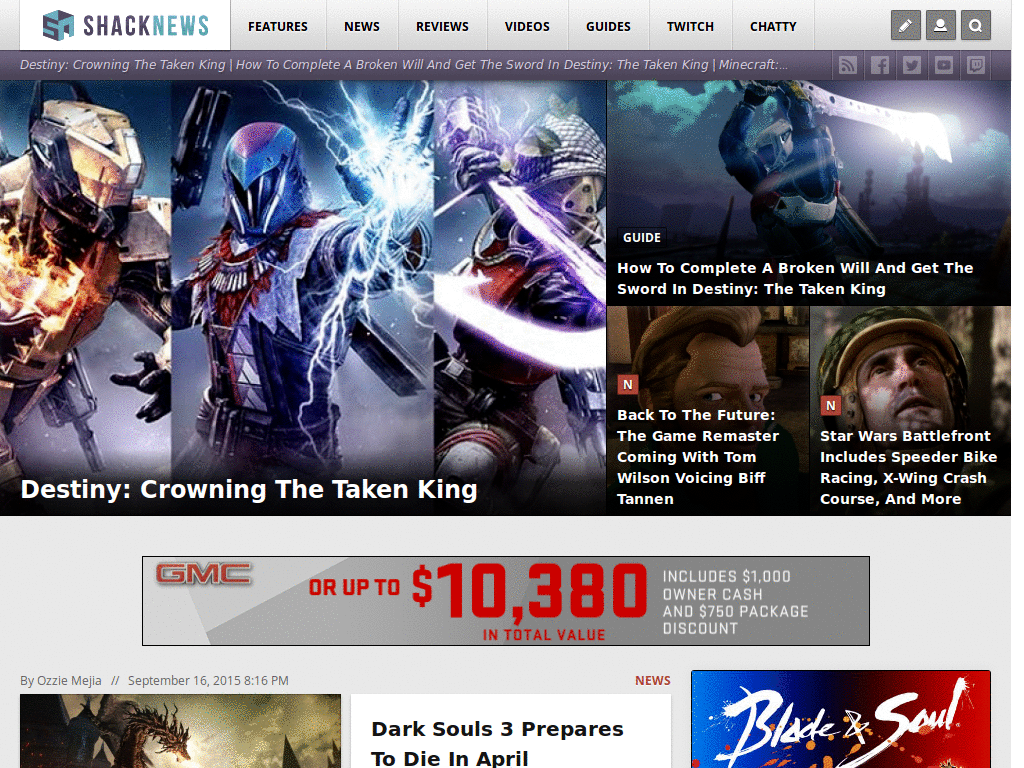 SHACKNEWS
FEATURES
NEWS
REVIEWS
VIDEOS
GUIDES
TWITCH
CHATTY
Destiny: Crowning The Taken King | How To Complete A Broken Will And Get The Sword In Destiny: The Taken King | Minecraft:...
Destiny: Crowning The Taken King
GUIDE
How To Complete A Broken Will And Get The
Sword In Destiny: The Taken King
N
Back To The Future:
The Game Remaster
Coming With Tom
Wilson Voicing Biff
Tannen
N
Star Wars Battlefront
Includes Speeder Bike
Racing, X-Wing Crash
Course, And More
GMC
OR UP TO $10,380
IN TOTAL VALUE
INCLUDES $1,000
OWNER CASH
AND $750 PACKAGE
DISCOUNT
By Ozzie Mejia // September 16, 2015 8:16 PM
NEWS
Dark Souls 3 Prepares
To Die In April
Blade & Soul